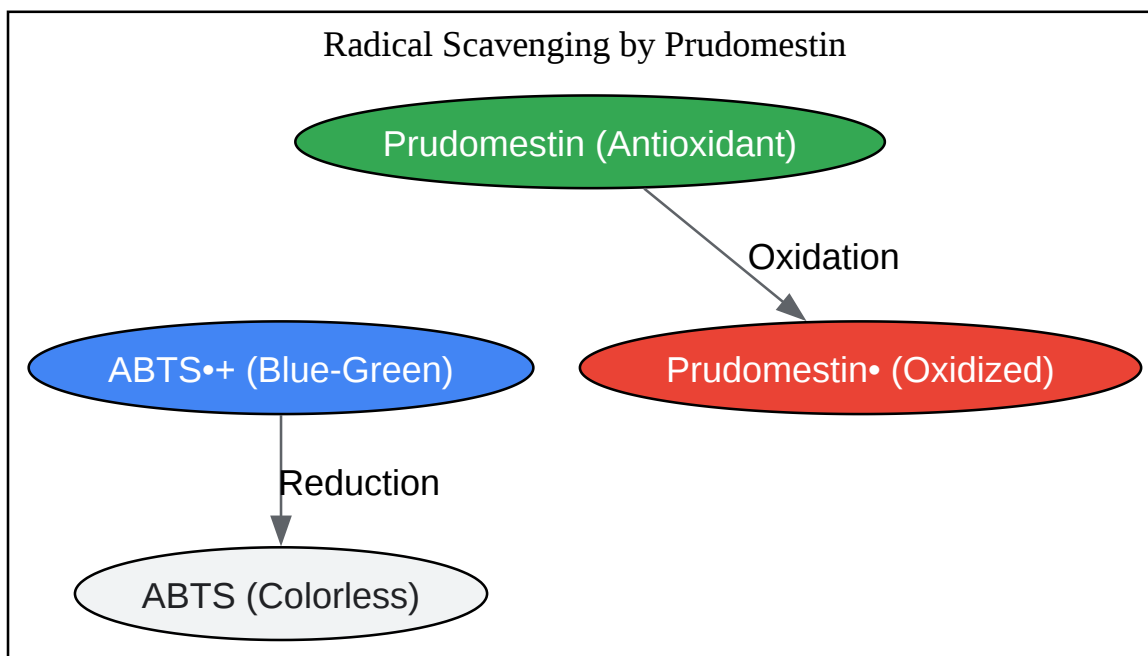 Radical Scavenging by Prudomestin
Prudomestin (Antioxidant)
Oxidation
ABTS•+ (Blue-Green)
Prudomestin• (Oxidized)
Reduction
ABTS (Colorless)